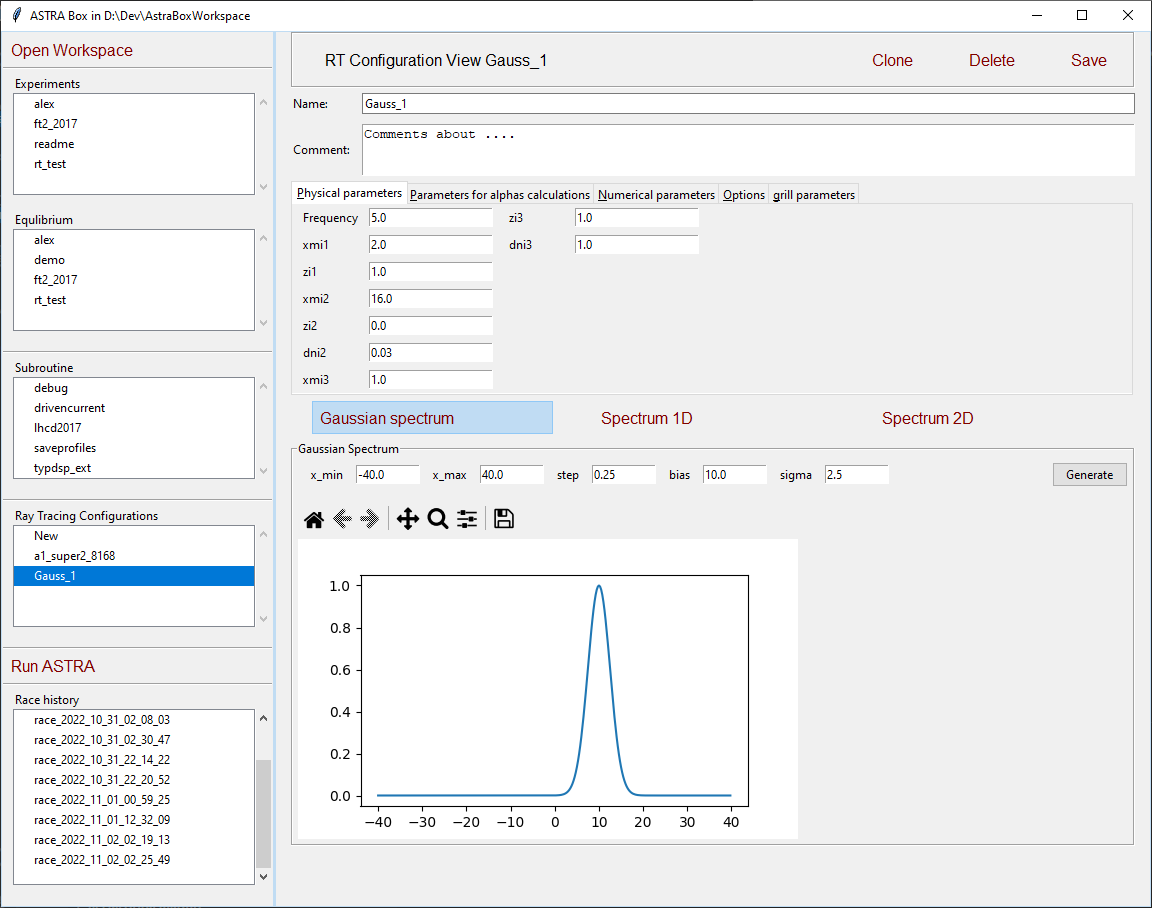 ASTRA Box in D:\Dev\AstraBoxWorkspace
Open Workspace
Experiments
alex
ft2_2017
readme
rt_test
Equlibrium
alex
demo
ft2_2017
rt_test
Subroutine
debug
drivencurrent
lhcd2017
saveprofiles
typdsp_ext
Ray Tracing Configurations
New
a1_super2_8168
Gauss_1
Run ASTRA
Race history
race_2022_10_31_02_08_03
race_2022_10_31_02_30_47
race_2022_10_31_22_14_22
race_2022_10_31_22_20_52
race_2022_11_01_00_59_25
race_2022_11_01_12_32_09
race_2022_11_02_02_19_13
race_2022_11_02_02_25_49
RT Configuration View Gauss_1 Clone Delete Save
Name: Gauss_1
Comment: Comments about ....
Physical parameters Parameters for alphas calculations Numerical parameters Options grill parameters
Frequency 5.0 zi3 1.0
xmi1 2.0 dni3 1.0
zi1 1.0
xmi2 16.0
zi2 0.0
dni2 0.03
xmi3 1.0
Gaussian spectrum Spectrum 1D Spectrum 2D
Gaussian Spectrum
x_min -40.0 x_max 40.0 step 0.25 bias 10.0 sigma 2.5 Generate
1.0
0.8
0.6
0.4
0.2
0.0
−40 −30 −20 −10 0 10 20 30 40